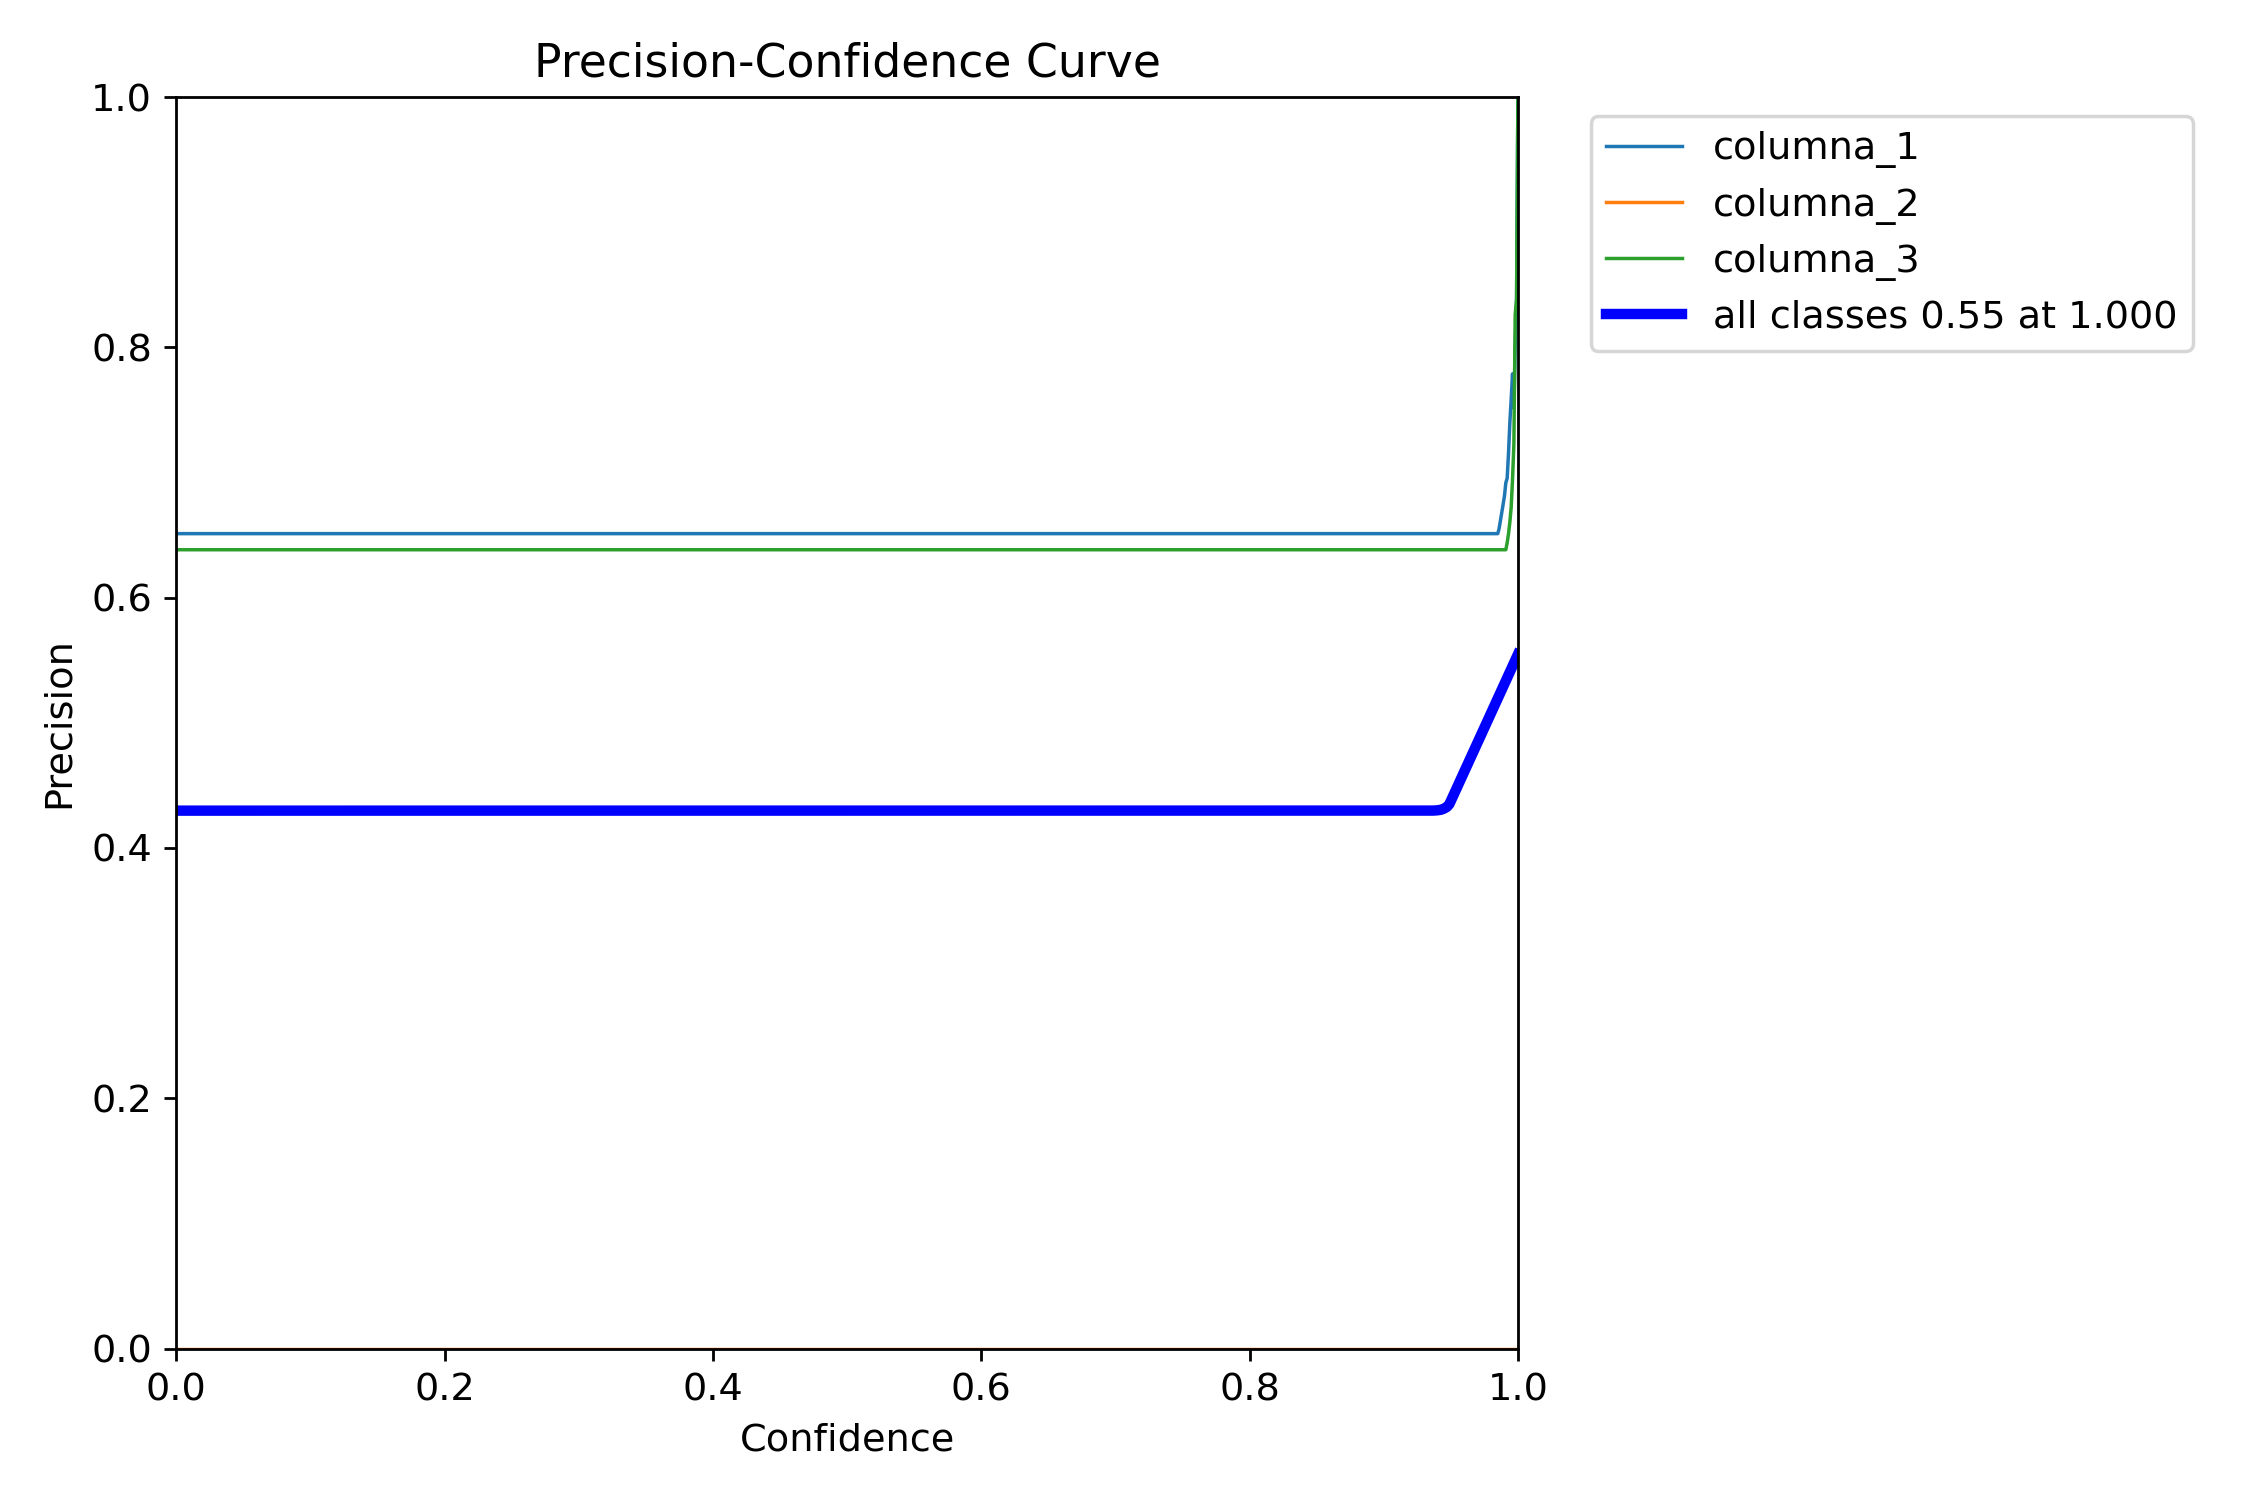 Precision-Confidence Curve
1.0
0.8
0.6
0.4
0.2
0.0
Precision
0.0 0.2 0.4 0.6 0.8 1.0
Confidence
columna_1
columna_2
columna_3
all classes 0.55 at 1.000